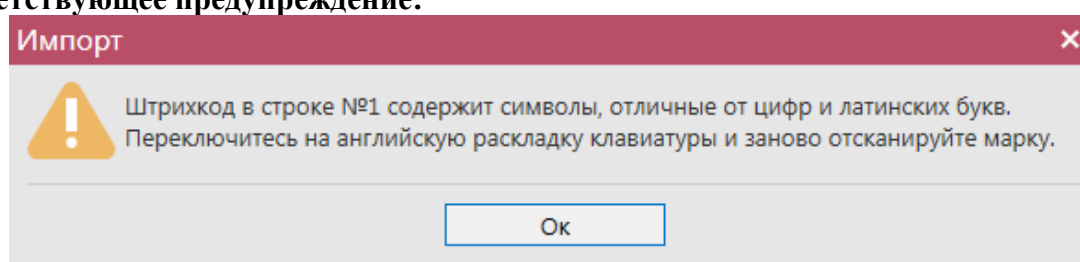 предупреждение:
Импорт
Штрихкод в строке №1 содержит символы, отличные от цифр и латинских букв.
Переключитесь на английскую раскладку клавиатуры и заново отсканируйте марку.
Ок